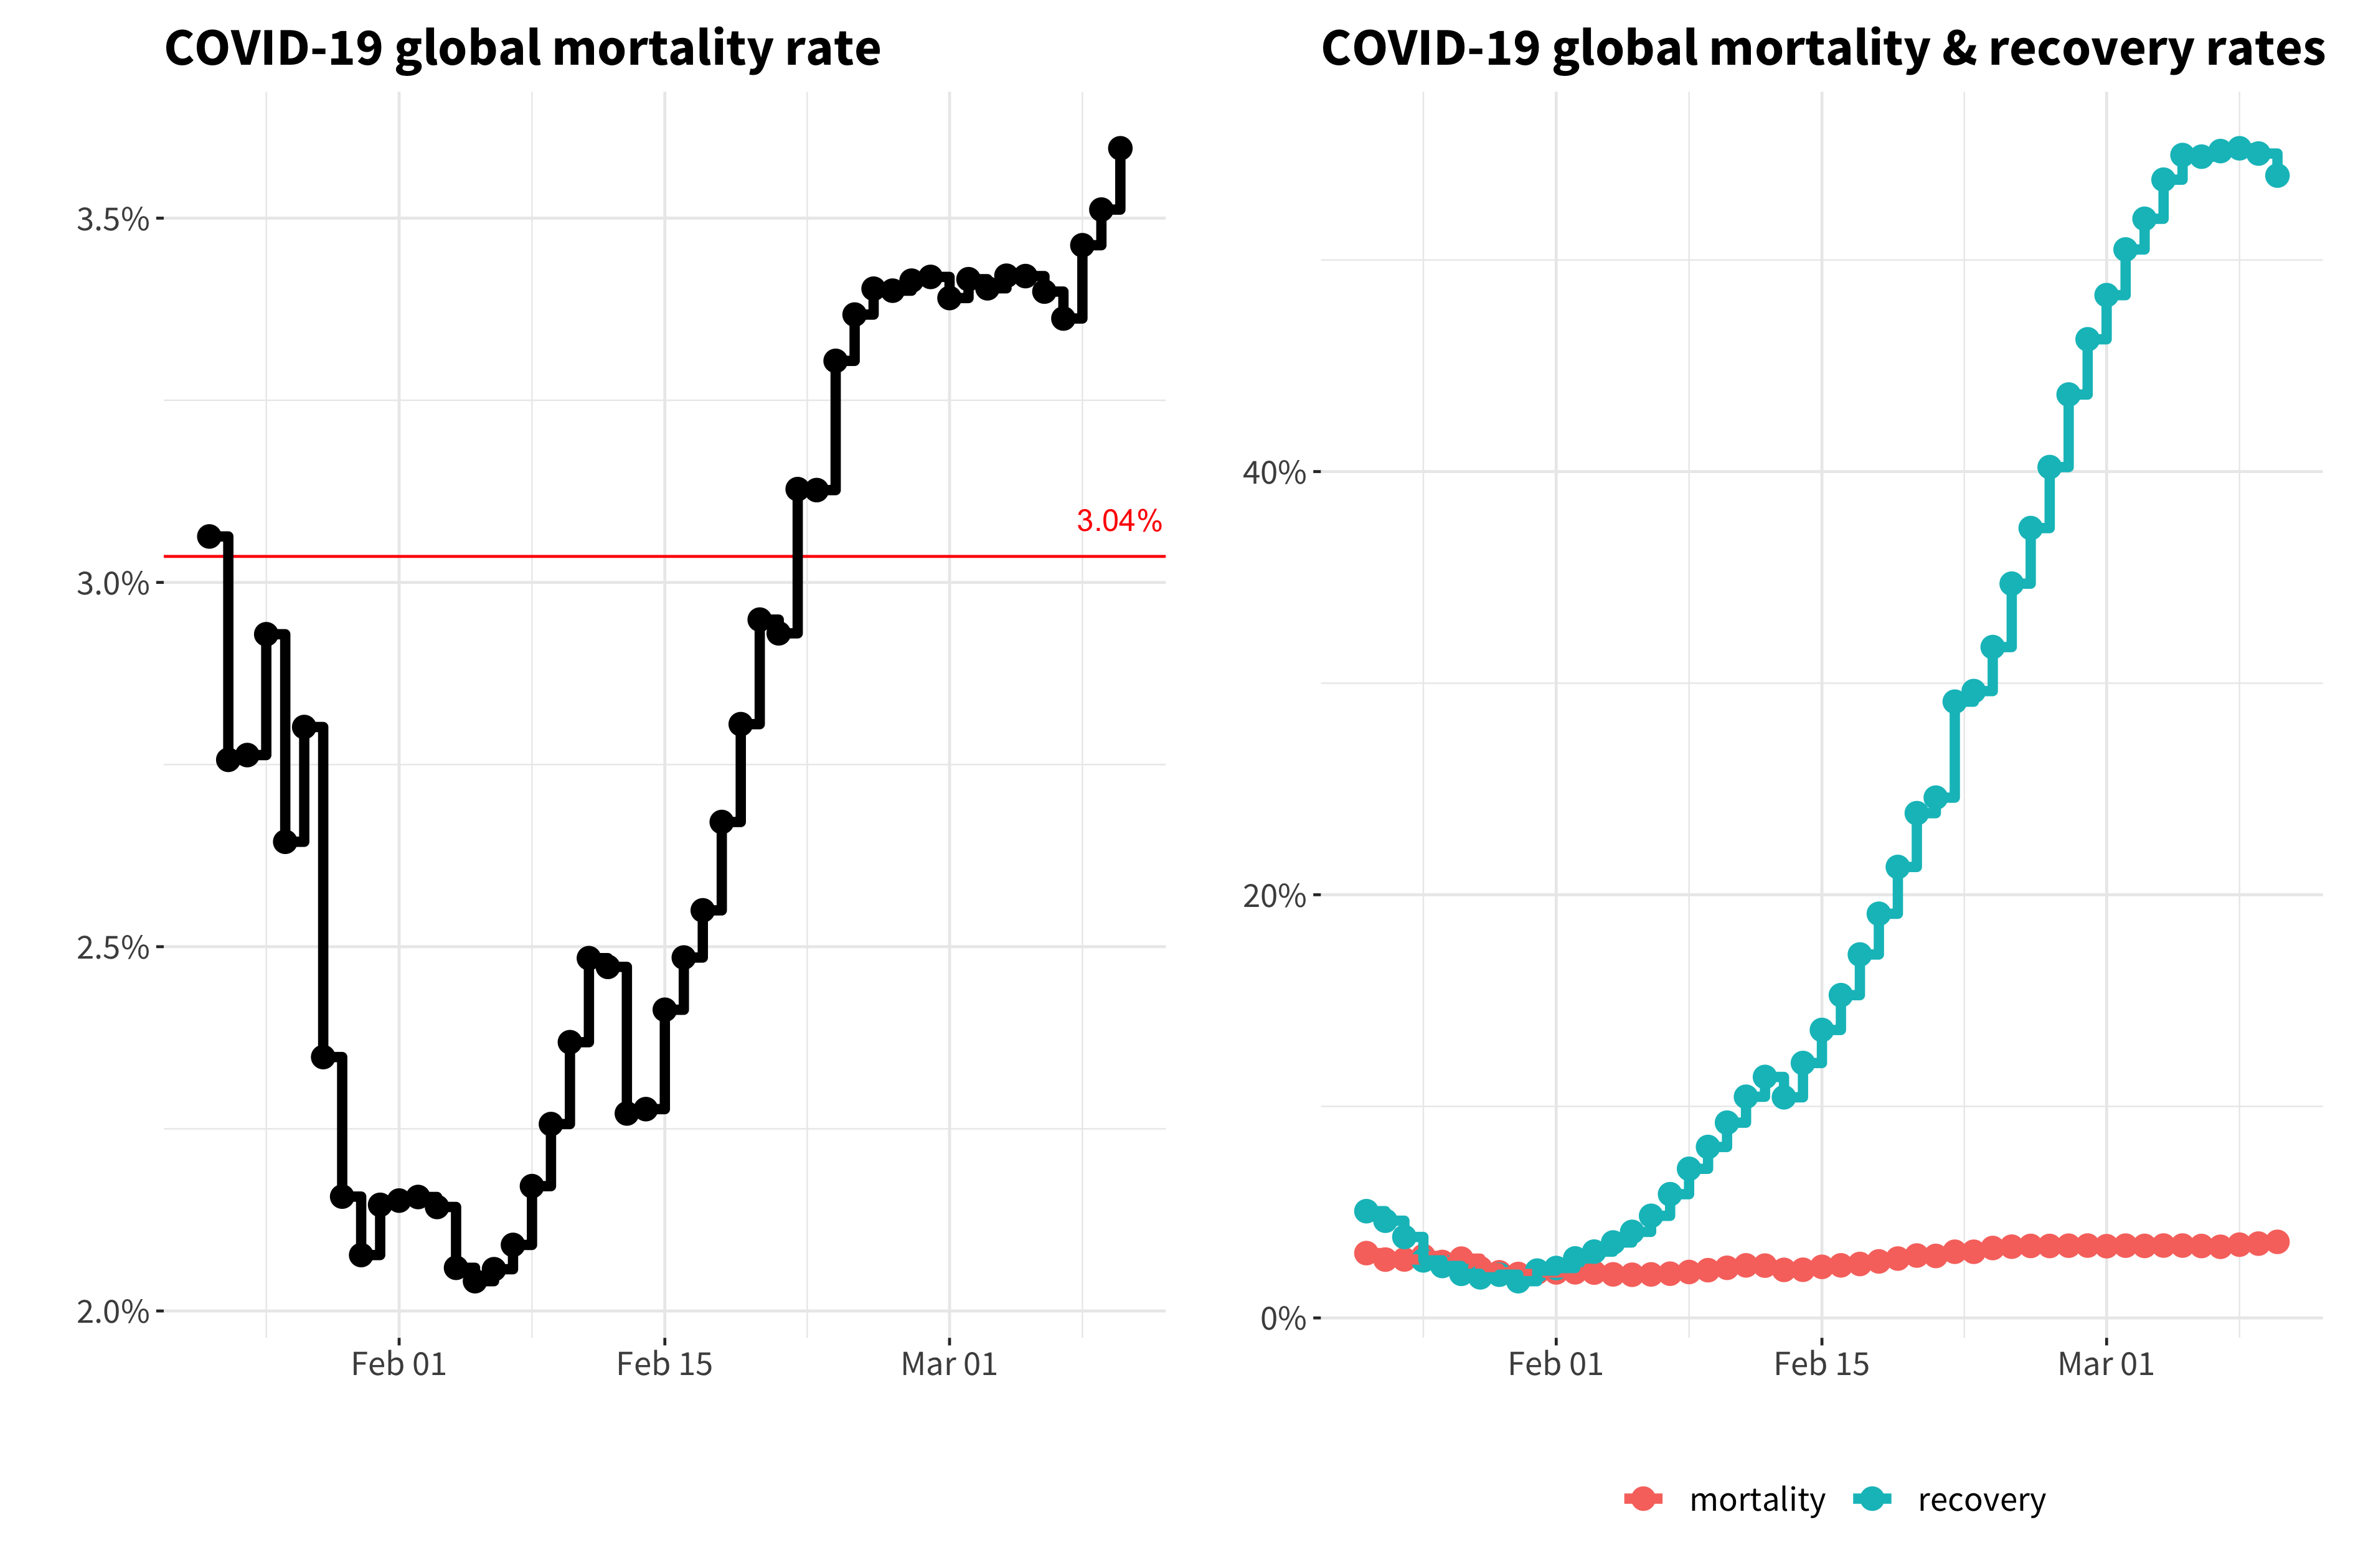 COVID-19 global mortality rate
3.5%
3.0%
2.5%
2.0%
3.04%
Feb 01
Feb 15
Mar 01
COVID-19 global mortality & recovery rates
40%
20%
0%
Feb 01
Feb 15
Mar 01
mortality
recovery